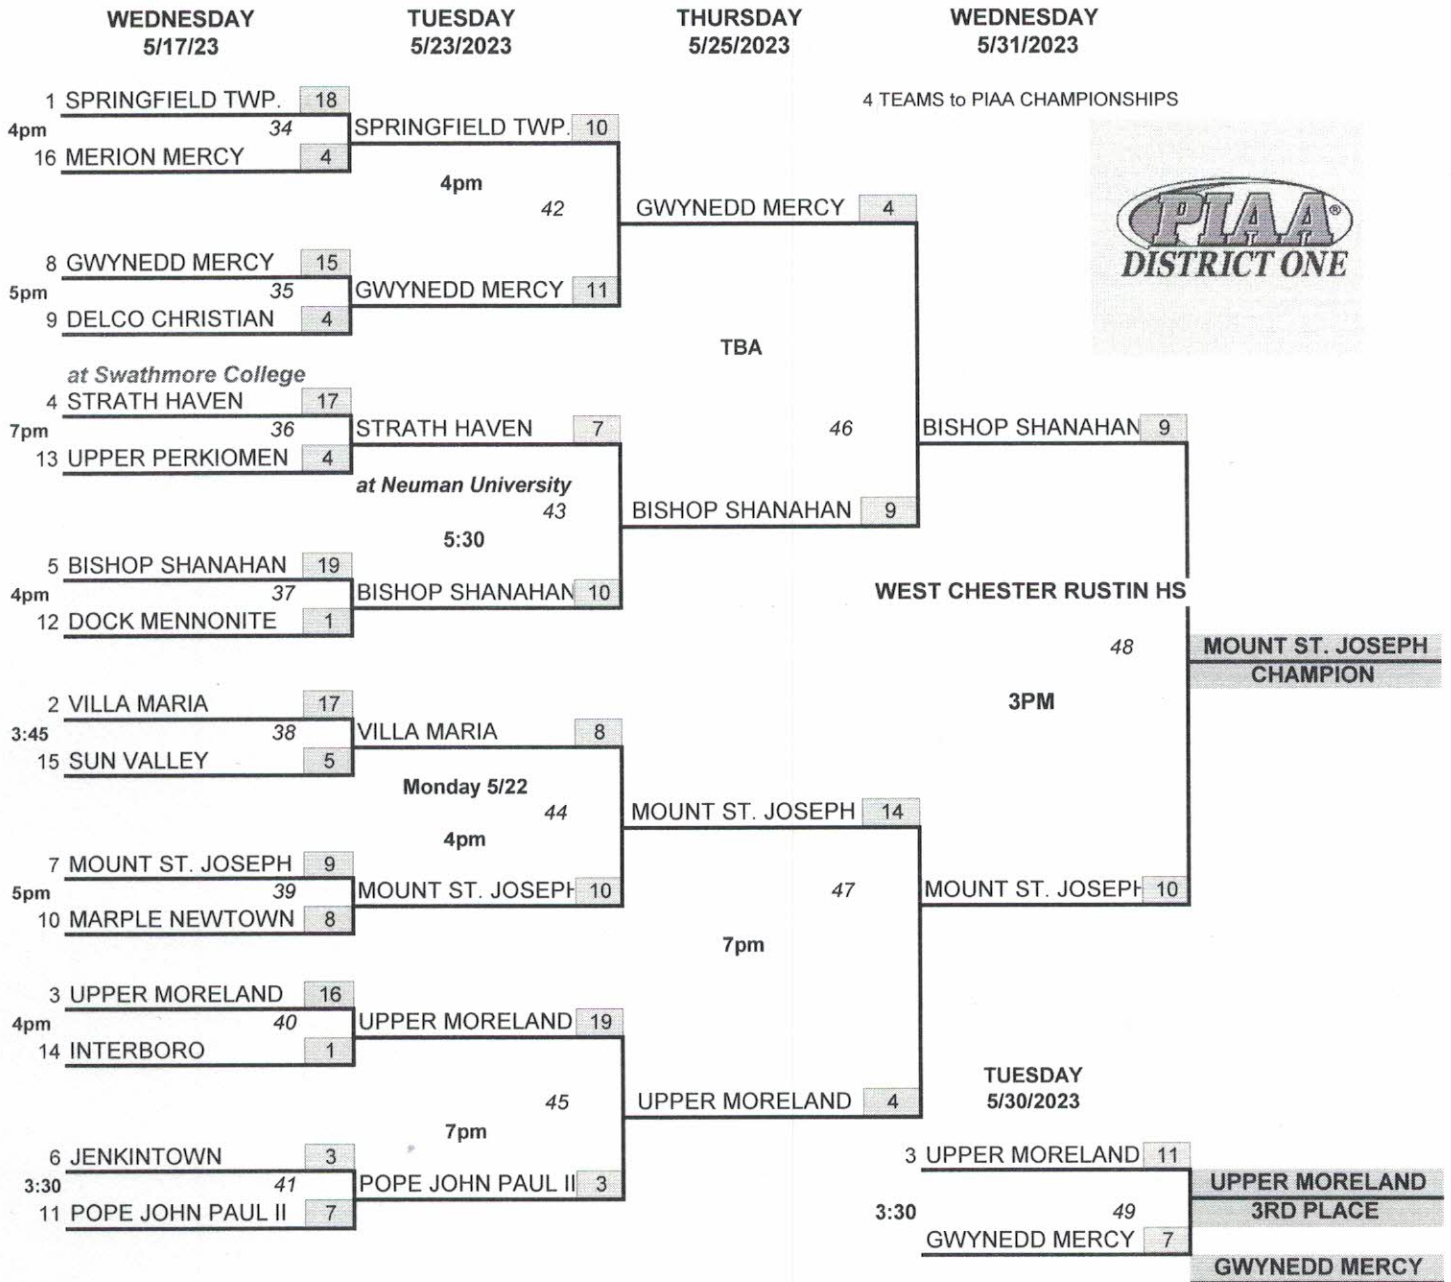 WEDNESDAY TUESDAY THURSDAY WEDNESDAY
5/17/23 5/23/2023 5/25/2023 5/31/2023
4 TEAMS to PIAA CHAMPIONSHIPS
PIAA®
DISTRICT ONE
1 SPRINGFIELD TWP. 18
4pm 34
16 MERION MERCY 4
SPRINGFIELD TWP. 10
4pm
42
8 GWYNEDD MERCY 15
5pm 35
9 DELCO CHRISTIAN 4
GWYNEDD MERCY 11
GWYNEDD MERCY 4
TBA
46
at Swathmore College
4 STRATH HAVEN 17
7pm 36
13 UPPER PERKIOMEN 4
STRATH HAVEN 7
at Neuman University
43
5:30
5 BISHOP SHANAHAN 19
4pm 37
12 DOCK MENNONITE 1
BISHOP SHANAHAN 10
BISHOP SHANAHAN 9
BISHOP SHANAHAN 9
WEST CHESTER RUSTIN HS
48
3PM
MOUNT ST. JOSEPH
CHAMPION
2 VILLA MARIA 17
3:45 38
15 SUN VALLEY 5
VILLA MARIA 8
Monday 5/22
44
4pm
7 MOUNT ST. JOSEPH 9
5pm 39
10 MARPLE NEWTOWN 8
MOUNT ST. JOSEPH 10
MOUNT ST. JOSEPH 14
47
7pm
MOUNT ST. JOSEPH 10
3 UPPER MORELAND 16
4pm 40
14 INTERBORO 1
UPPER MORELAND 19
45
7pm
6 JENKINTOWN 3
3:30 41
11 POPE JOHN PAUL II 7
POPE JOHN PAUL II 3
UPPER MORELAND 4
TUESDAY
5/30/2023
3 UPPER MORELAND 11
3:30 49
GWYNEDD MERCY 7
UPPER MORELAND
3RD PLACE
GWYNEDD MERCY